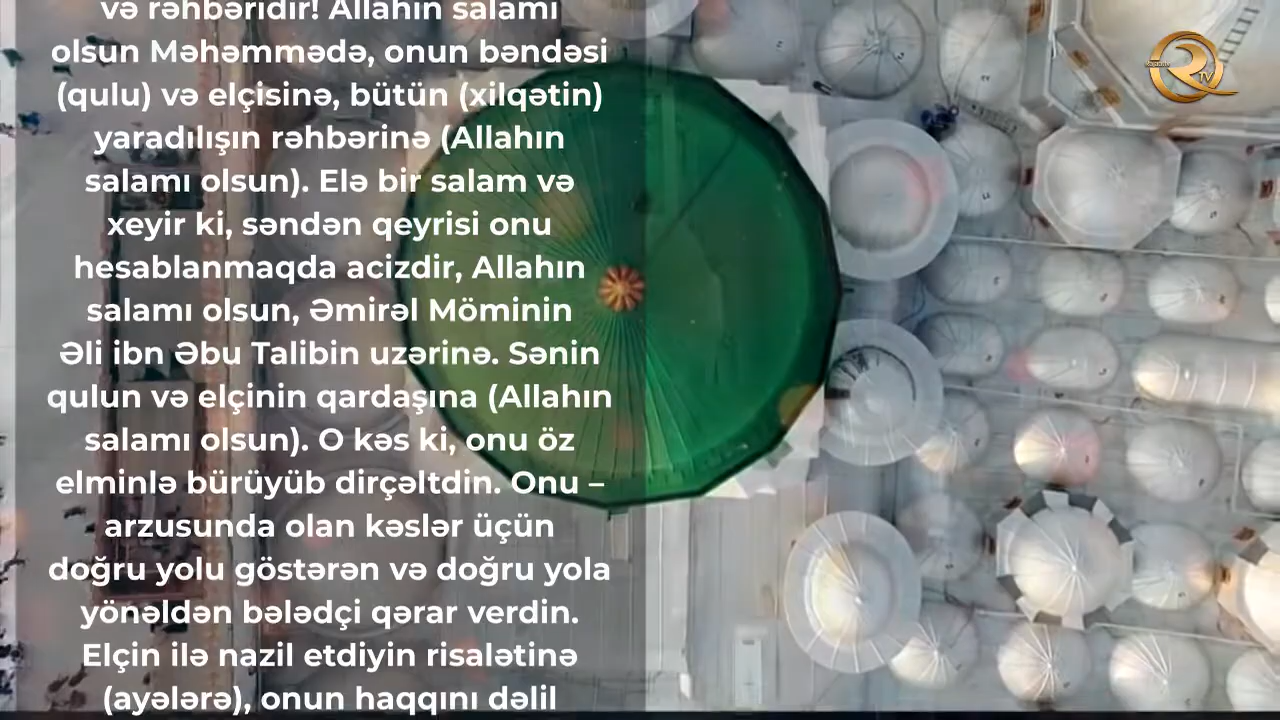 və rəhbəridir! Allahın salamı
olsun Məhəmmədə, onun bəndəsi
(qulu) və elçisinə, bütün (xilqətin)
yaradılışın rəhbərinə (Allahın
salamı olsun). Elə bir salam və
xeyir ki, səndən qeyrisi onu
hesablanmaqda acizdir, Allahın
salamı olsun, Əmirəl Möminin
Əli ibn Əbu Talibin uzərinə. Sənin
qulun və elçinin qardaşına (Allahın
salamı olsun). O kəs ki, onu öz
elminlə bürüyüb dirçəltdin. Onu –
arzusunda olan kəslər üçün
doğru yolu göstərən və doğru yola
yönəldən bələdçi qərar verdin.
Elçin ilə nazil etdiyin risalətinə
(ayələrə), onun haqqını dəlil
TV